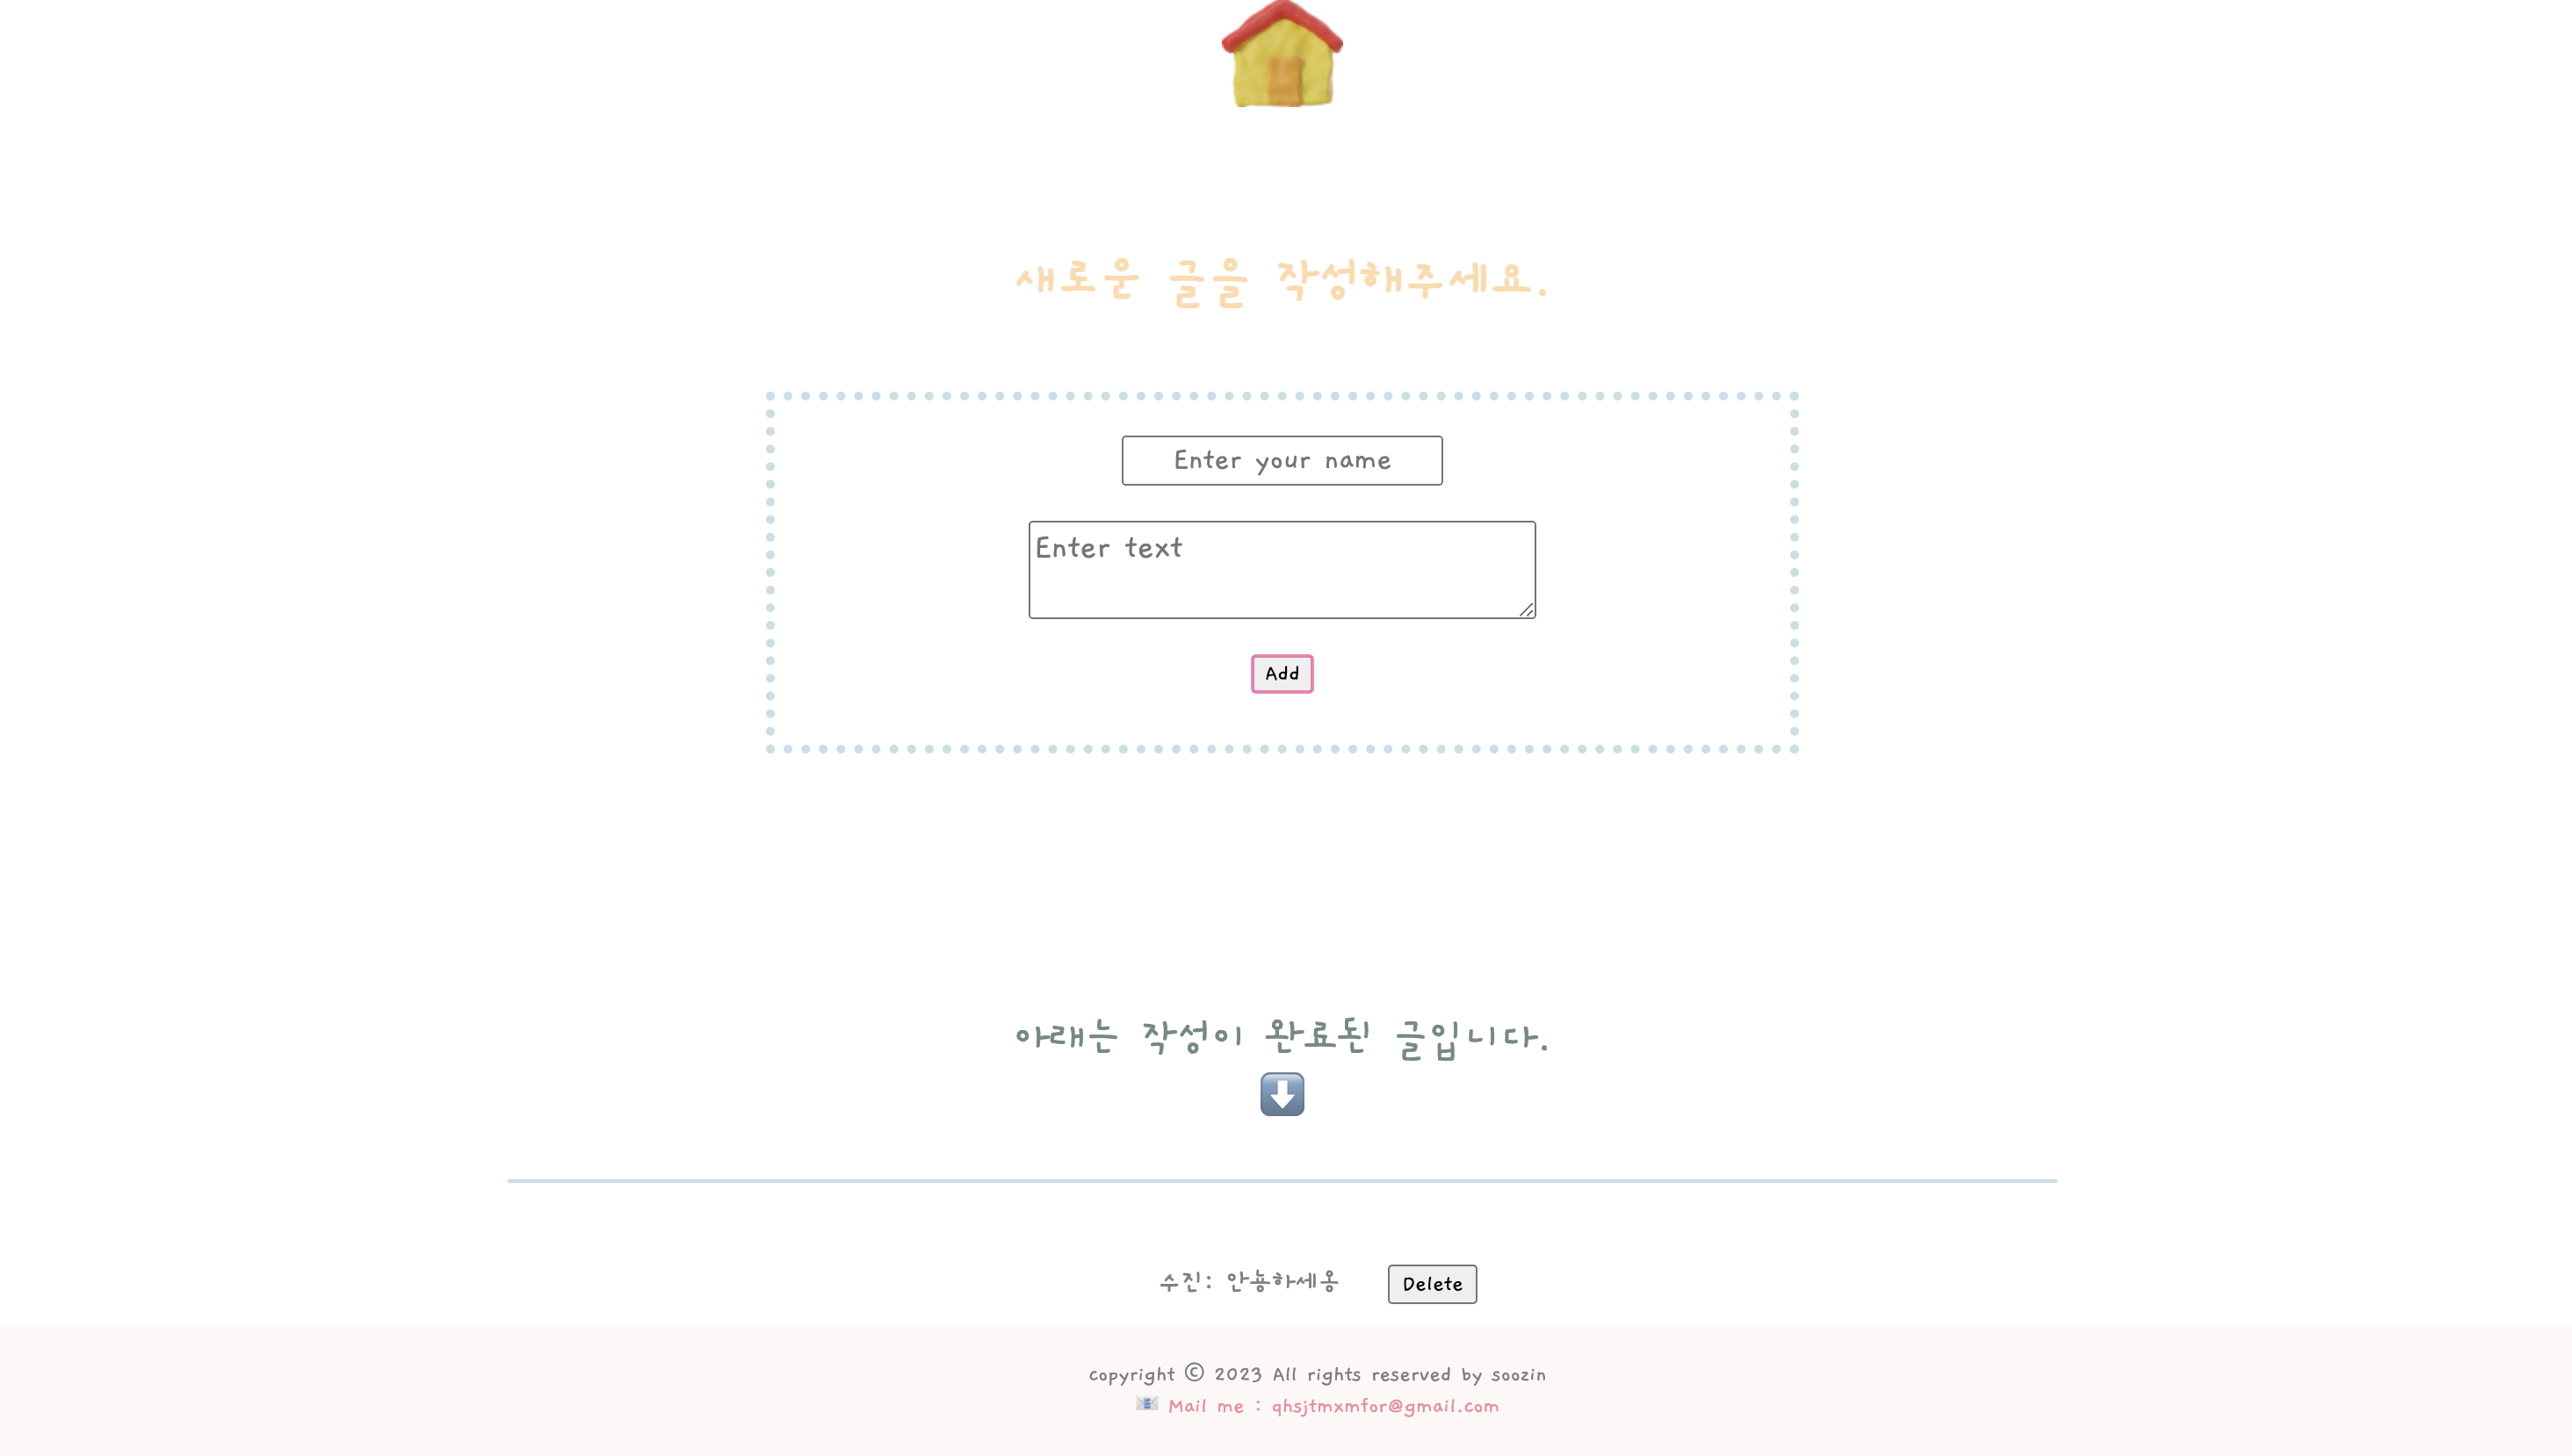 새로운 글을 작성해주세요.
Enter your name
Enter text
Add
아래는 작성이 완료된 글입니다.
수진: 안뇽하세옹 Delete
copyright ⓒ 2023 All rights reserved by soozin
📧 Mail me : qhsjtmxmfor@gmail.com